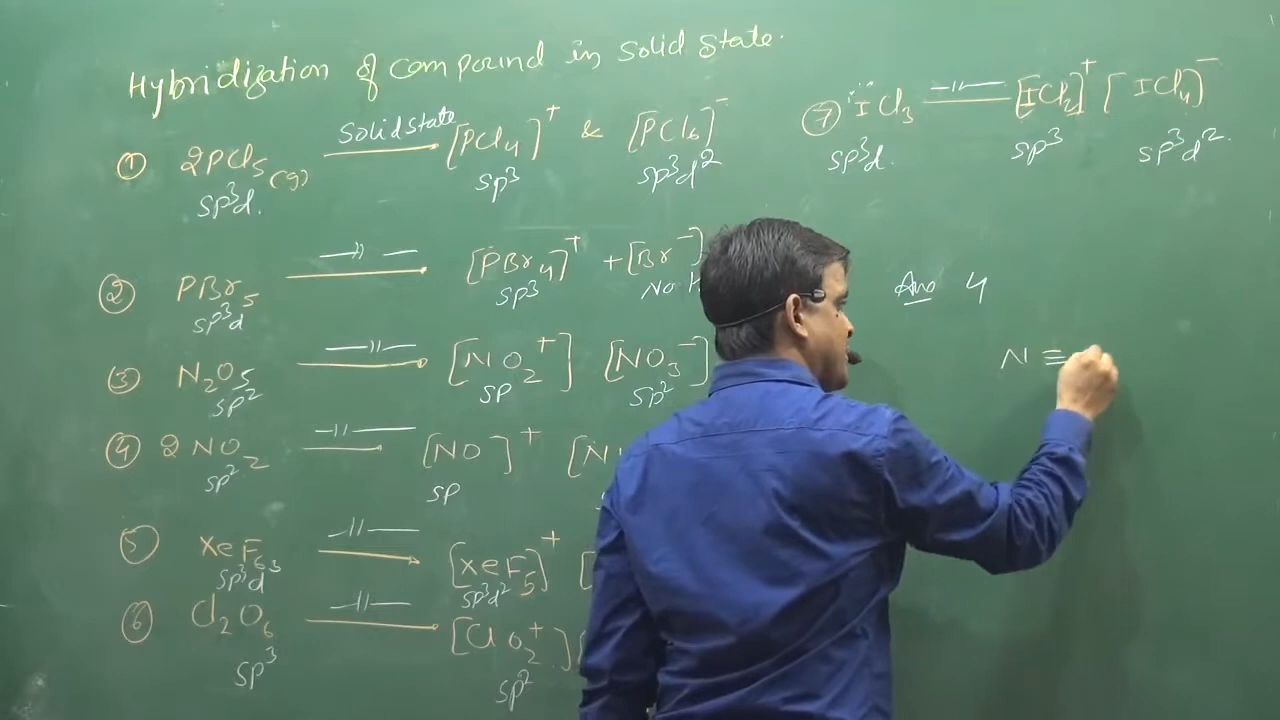 Hybridization of compound in solid state.
① 2PCl₅(g) solid state [PCl₄]⁺ & [PCl₆]⁻
sp³d. sp³ sp³d²
② PBr₅ —〃— [PBr₄]⁺ + [Br⁻]
sp³d sp³ No
③ N₂O₅ —〃— [NO₂⁺] [NO₃⁻]
sp² sp sp²
④ 2NO₂ —〃— [NO]⁺ [N
sp² sp
5 XeF₆ —〃— [XeF₅]⁺ [
sp³d³ sp³d²
⑥ Cl₂O₆ —〃— [ClO₂⁺]
sp³ sp²
⑦ ICl₃ —〃— [ICl₂]⁺ [ICl₄]⁻
sp³d. sp³ sp³d².
Ans 4
N≡